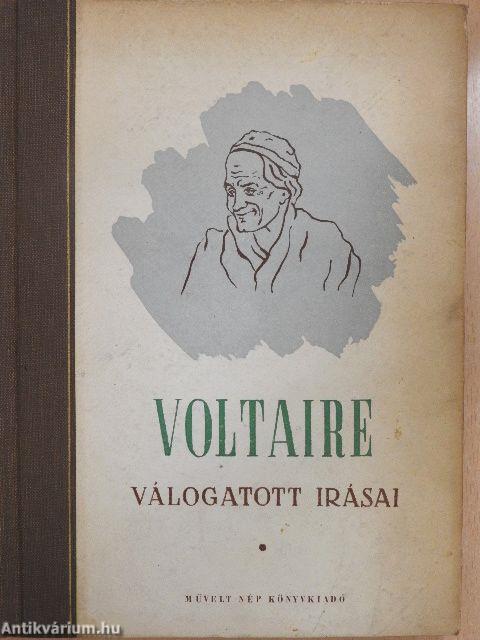 VOLTAIRE
VÁLOGATOTT IRÁSAI
MŰVELT NÉP KÖNYVKIADÓ
Antikvárium.hu